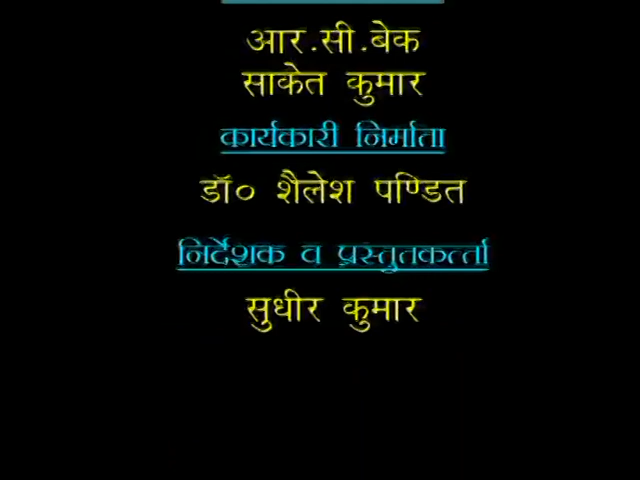 आर.सी.बेक
साकेत कुमार
कार्यकारी निर्माता
डॉ० शैलेश पण्डित
निर्देशक व प्रस्तुतकर्त्ता
सुधीर कुमार